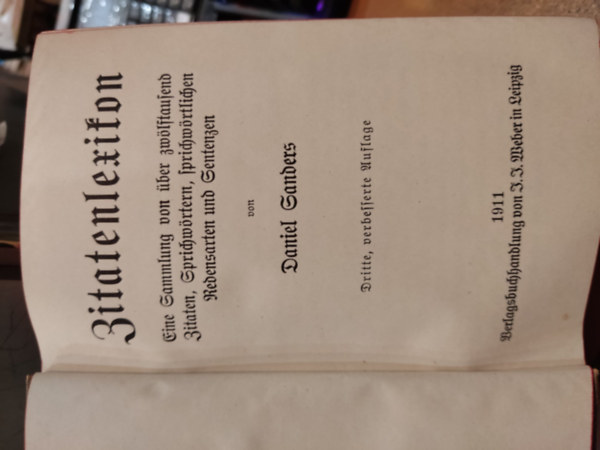 Zitatenlexikon
Eine Sammlung von über zwölftausend
Zitaten, Sprichwörtern, sprichwörtlichen
Redensarten und Sentenzen
von
Daniel Sanders
Dritte, verbesserte Auflage
1911
Verlagsbuchhandlung von J. J. Weber in Leipzig